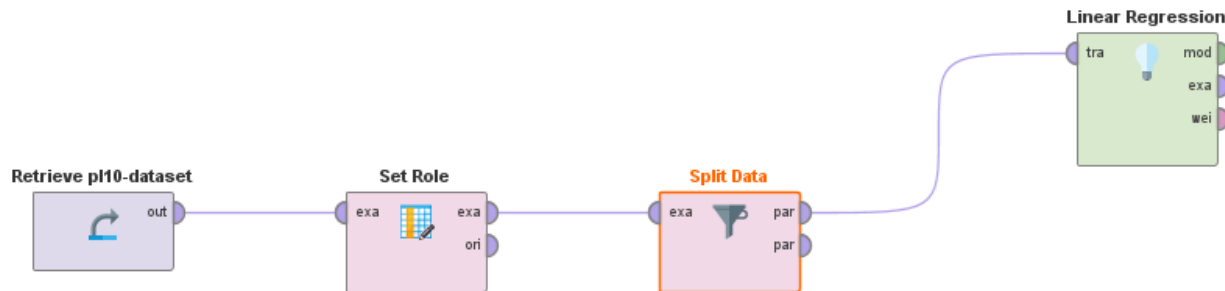 Linear Regression
tra
mod
exa
wei
Retrieve pl10-dataset
out
Set Role
exa
exa
ori
Split Data
exa
par
par